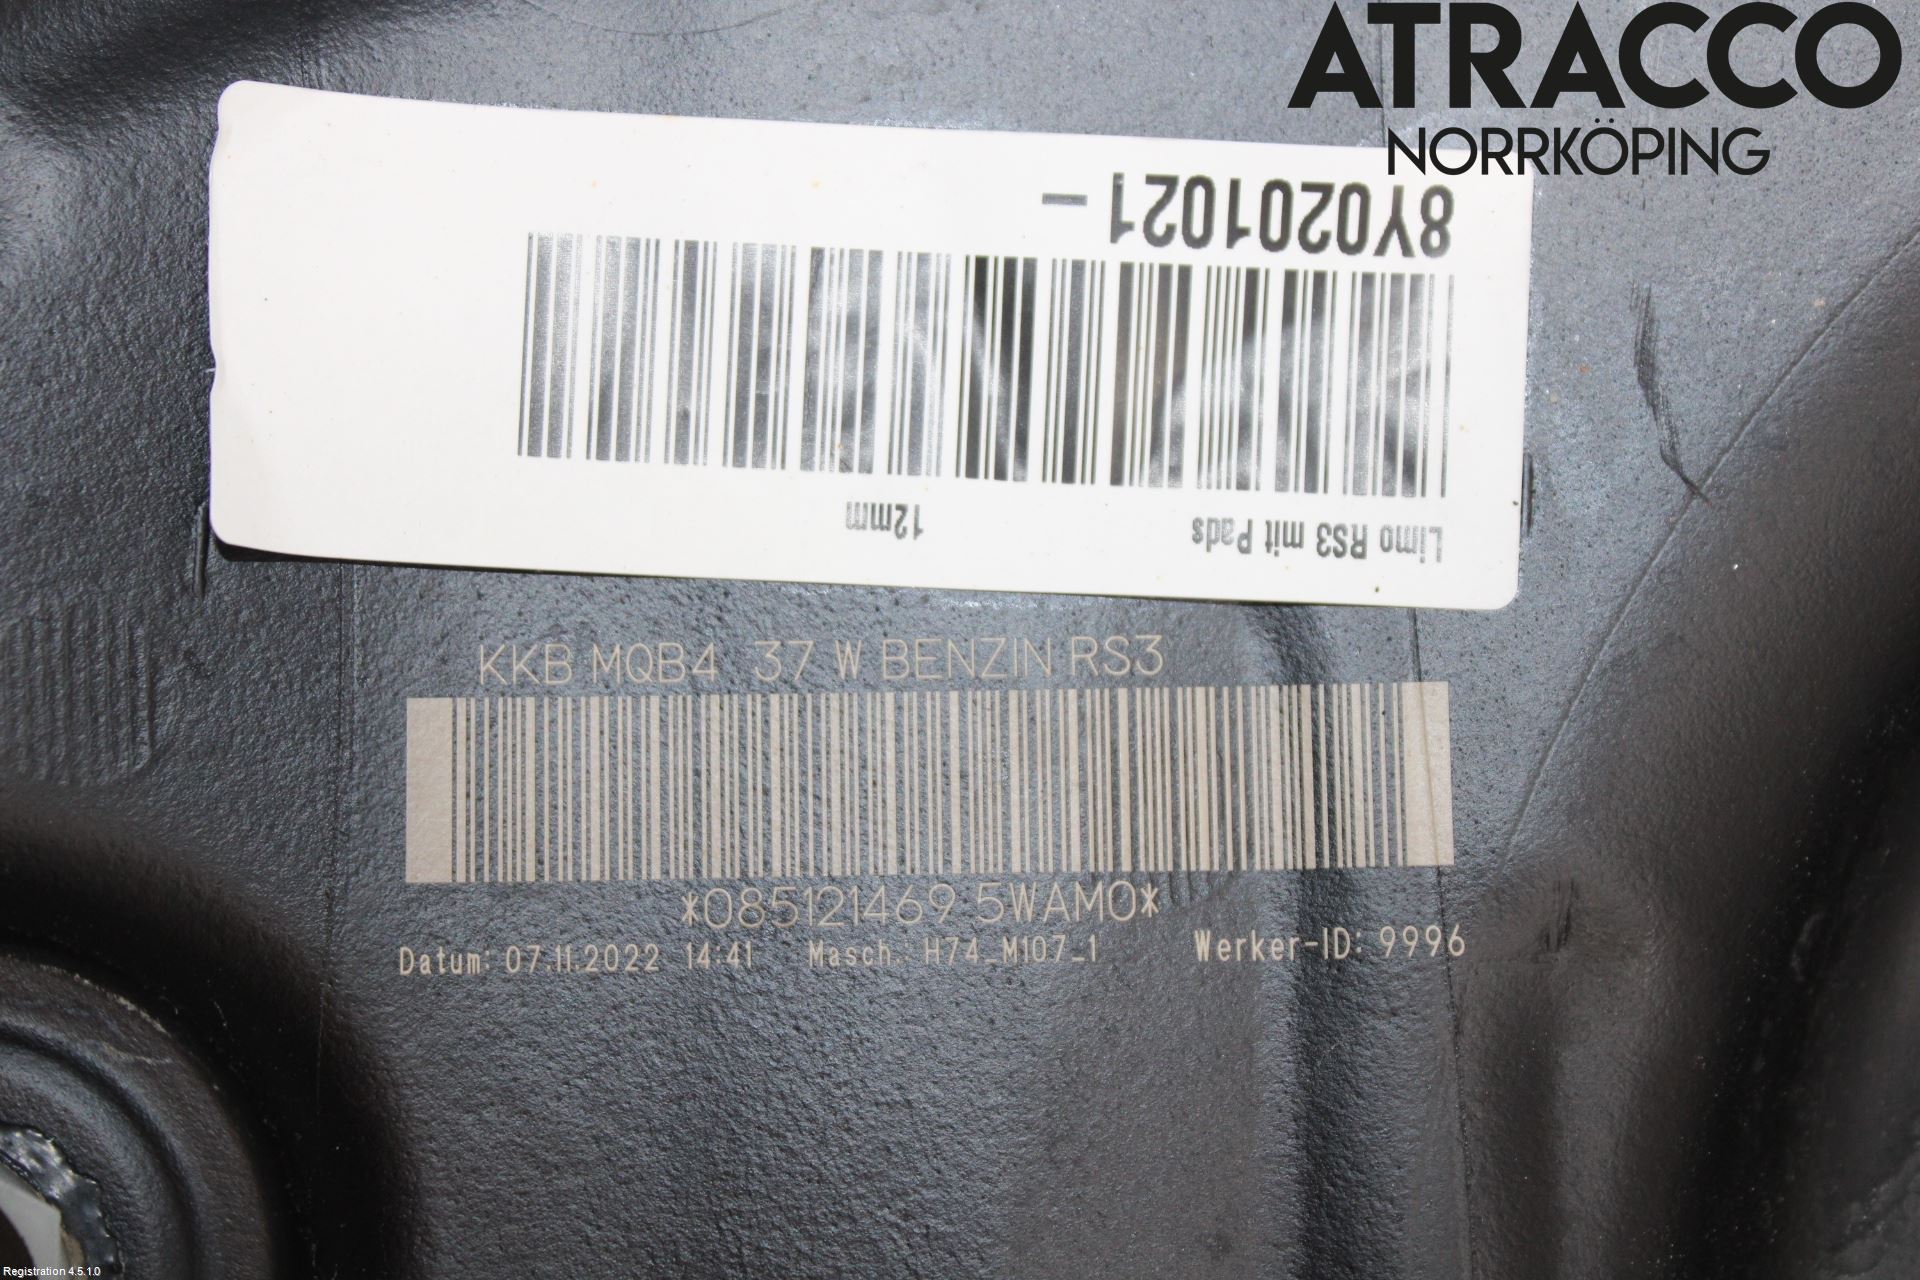 ATRACCO
NORRKÖPING
8Y0201021-
Limo RS3 mit Pads 12mm
KKB MQB4 37 W BENZIN RS3
*085121469 5WAM0*
Datum: 07.11.2022 14:41 Masch.: H74_M107_1 Werker-ID: 9996
Registration 4.5.1.0